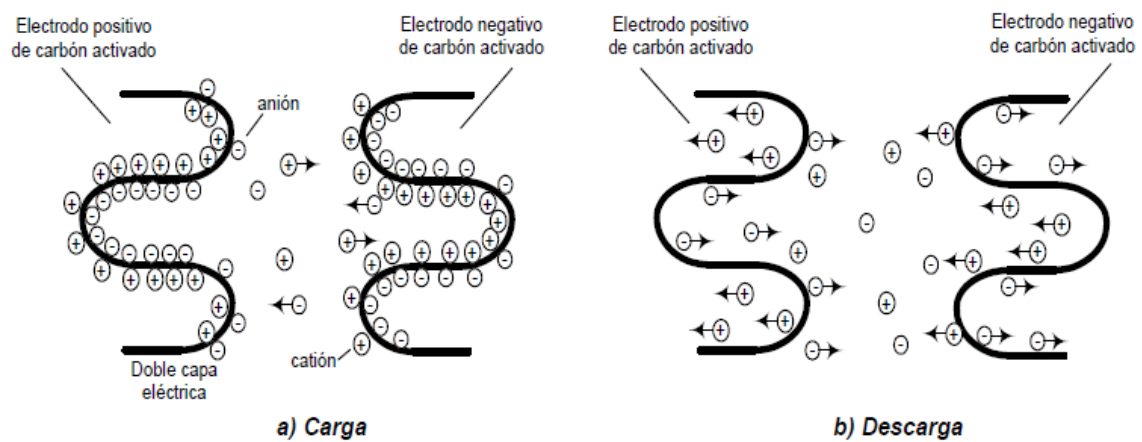 Electrodo positivo
de carbón activado
Electrodo negativo
de carbón activado
anión
catión
Doble capa
eléctrica
a) Carga
Electrodo positivo
de carbón activado
Electrodo negativo
de carbón activado
b) Descarga